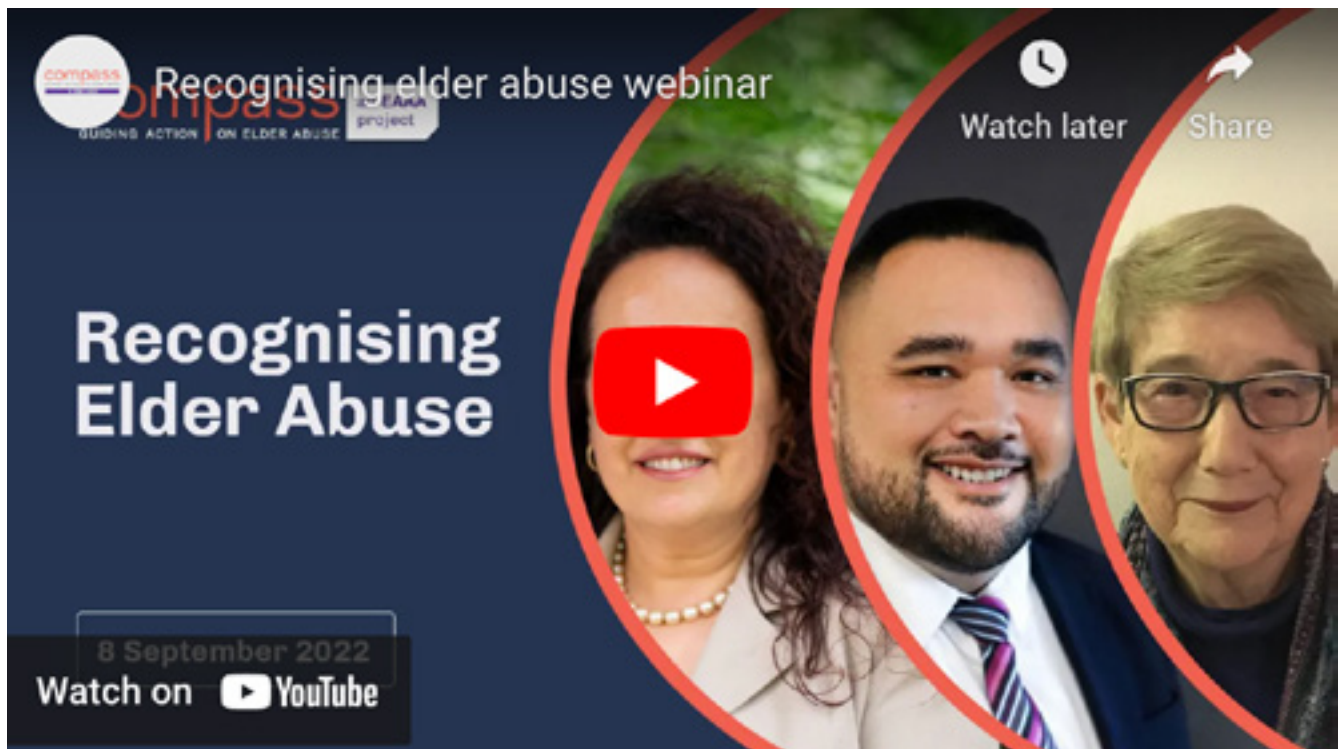 compass
Recognising elder abuse webinar
compass
project
GUIDING ACTION ON ELDER ABUSE
Watch later
Share
Recognising
Elder Abuse
8 September 2022
Watch on YouTube